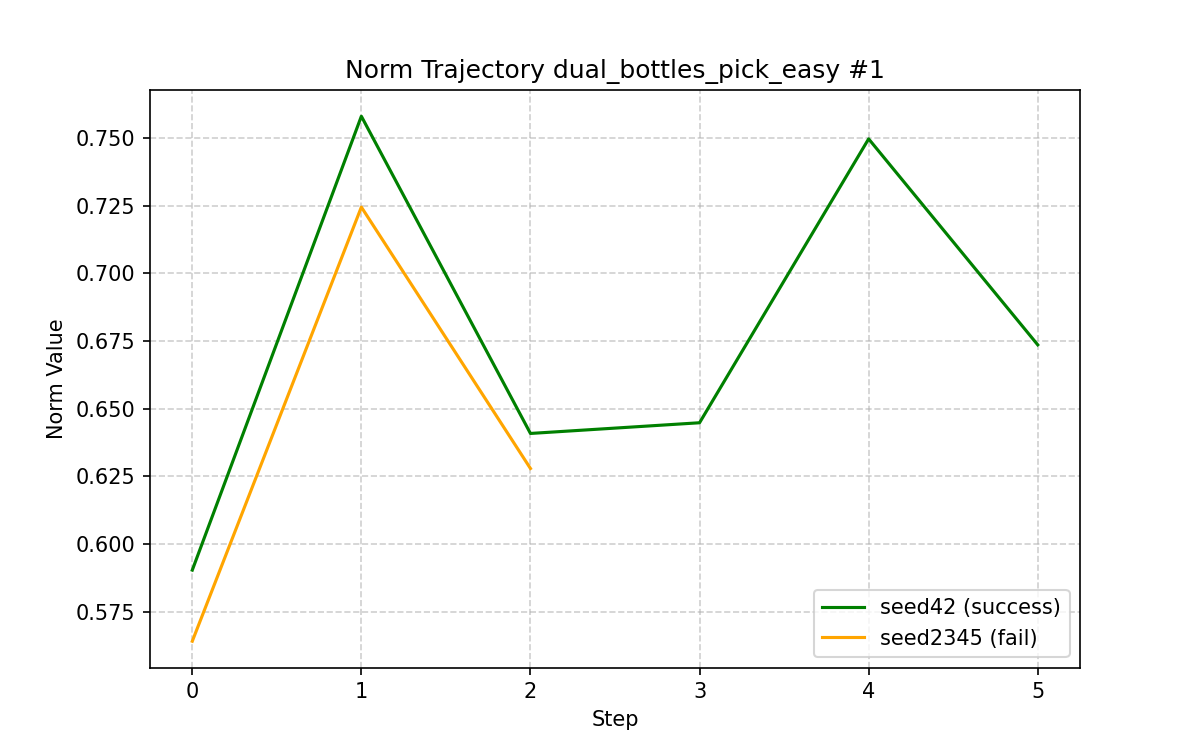 Norm Trajectory dual_bottles_pick_easy #1
Norm Value
0.750
0.725
0.700
0.675
0.650
0.625
0.600
0.575
seed42 (success)
seed2345 (fail)
0 1 2 3 4 5
Step